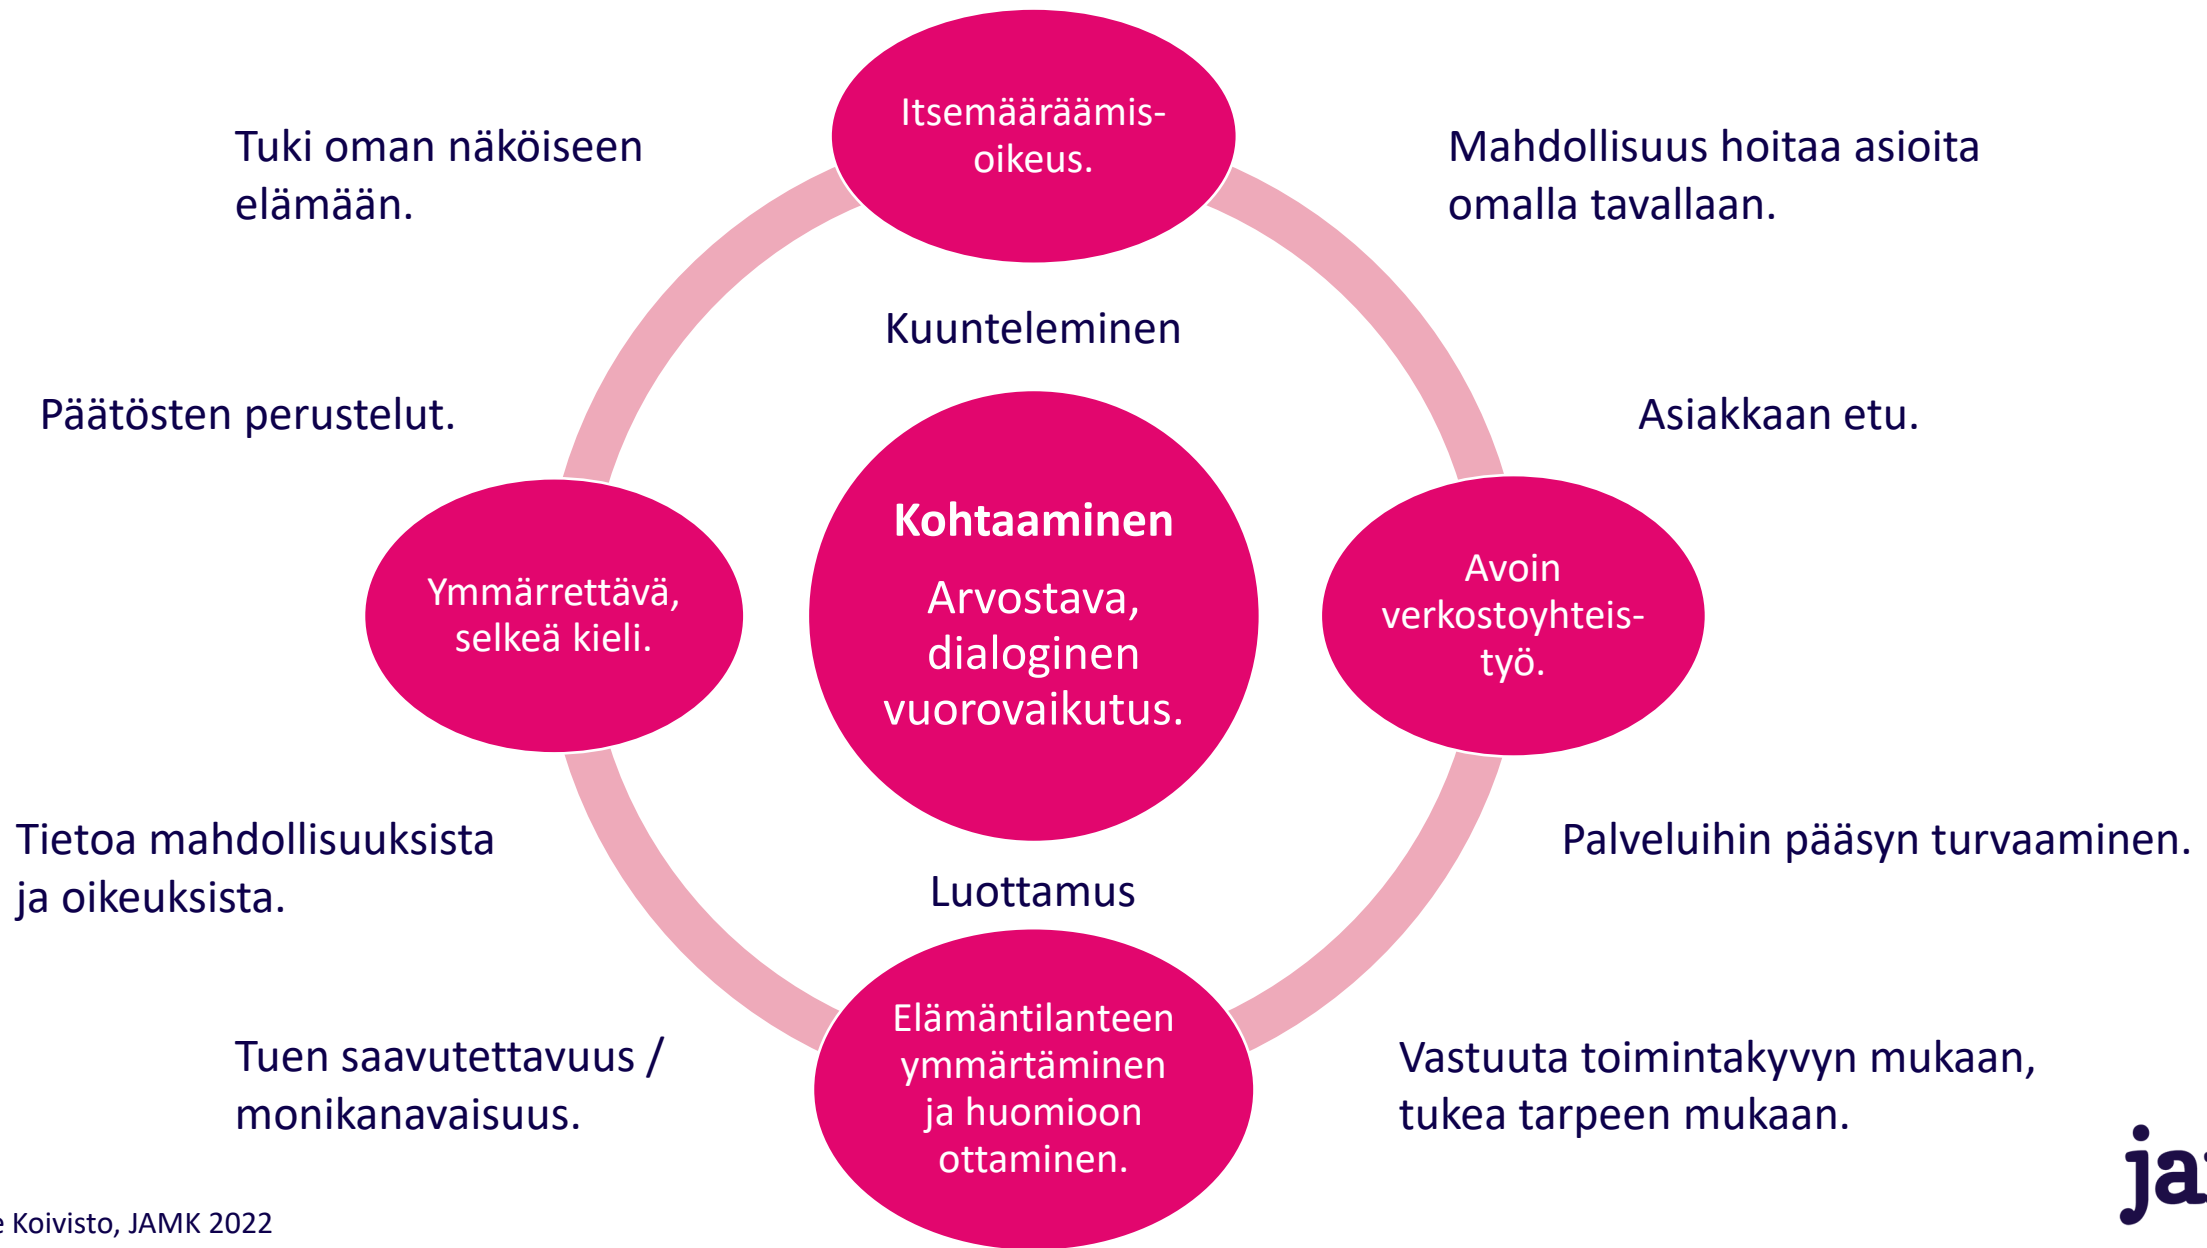 Itsemääräämis-
oikeus.
Tuki oman näköiseen
elämään.
Mahdollisuus hoitaa asioita
omalla tavallaan.
Kuunteleminen
Päätösten perustelut.
Asiakkaan etu.
Kohtaaminen
Arvostava,
dialoginen
vuorovaikutus.
Ymmärrettävä,
selkeä kieli.
Avoin
verkostoyhteis-
työ.
Tietoa mahdollisuuksista
ja oikeuksista.
Palveluihin pääsyn turvaaminen.
Luottamus
Elämäntilanteen
ymmärtäminen
ja huomioon
ottaminen.
Tuen saavutettavuus /
monikanavaisuus.
Vastuuta toimintakyvyn mukaan,
tukea tarpeen mukaan.
Koivisto, JAMK 2022